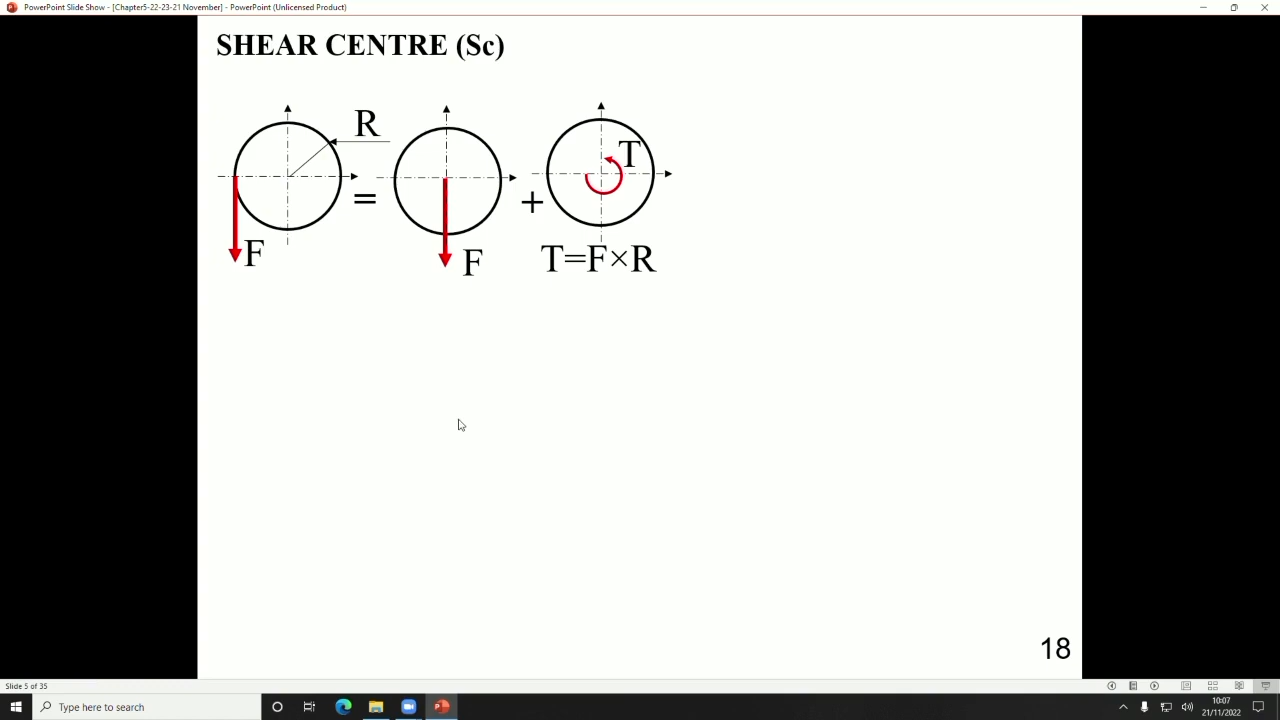 PowerPoint Slide Show - [Chapter5-22-23-21 November] - PowerPoint (Unlicensed Product)
SHEAR CENTRE (Sc)
R
T
=
+
F
F
T=F×R
18
Slide 5 of 35
Type here to search
10:07
21/11/2022